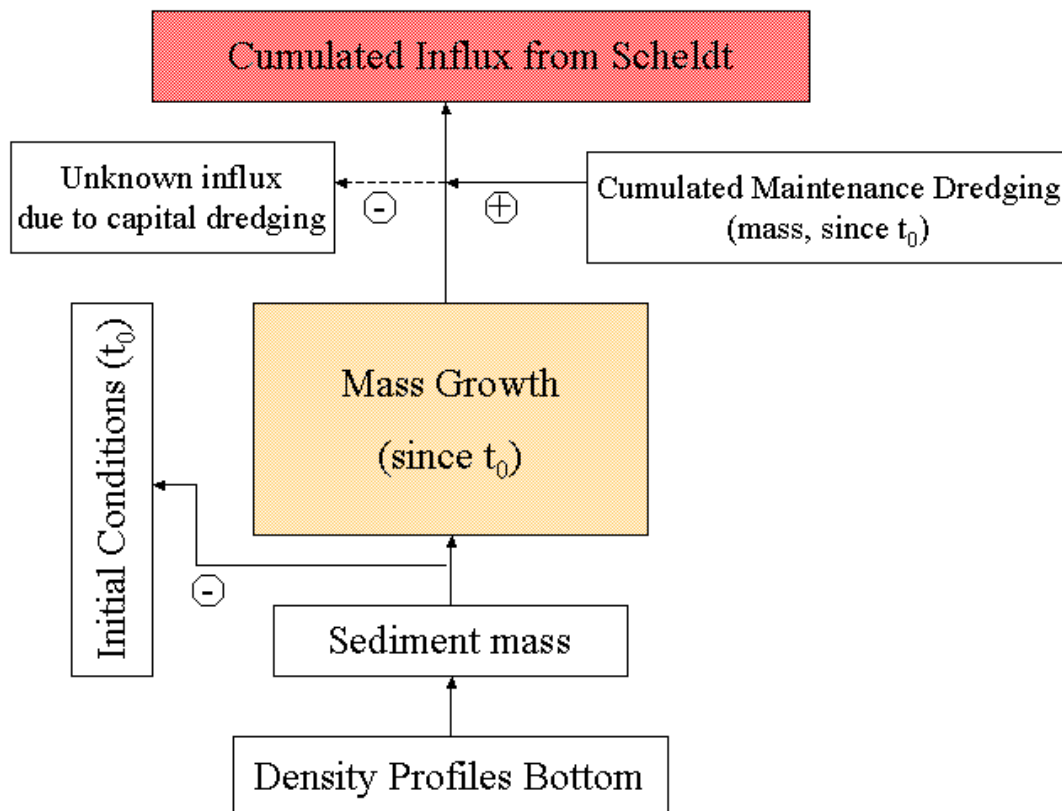 Cumulated Influx from Scheldt
Unknown influx
due to capital dredging
-
+
Cumulated Maintenance Dredging
(mass, since t₀)
Initial Conditions (t₀)
Mass Growth
(since t₀)
-
Sediment mass
Density Profiles Bottom